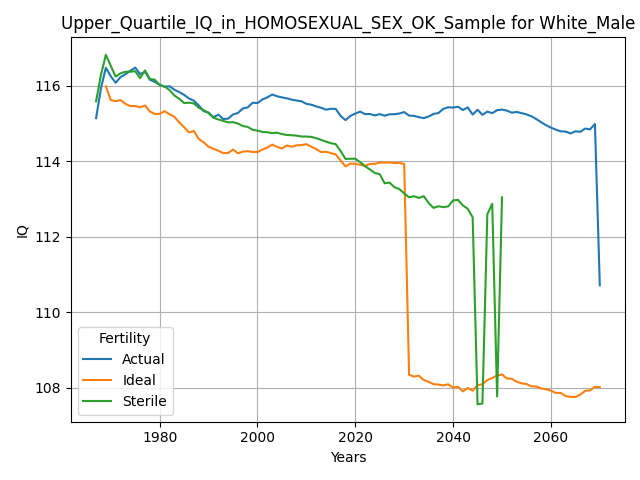 Upper_Quartile_IQ_in_HOMOSEXUAL_SEX_OK_Sample for White_Male
116
114
112
110
108
IQ
Fertility
Actual
Ideal
Sterile
1980
2000
2020
2040
2060
Years